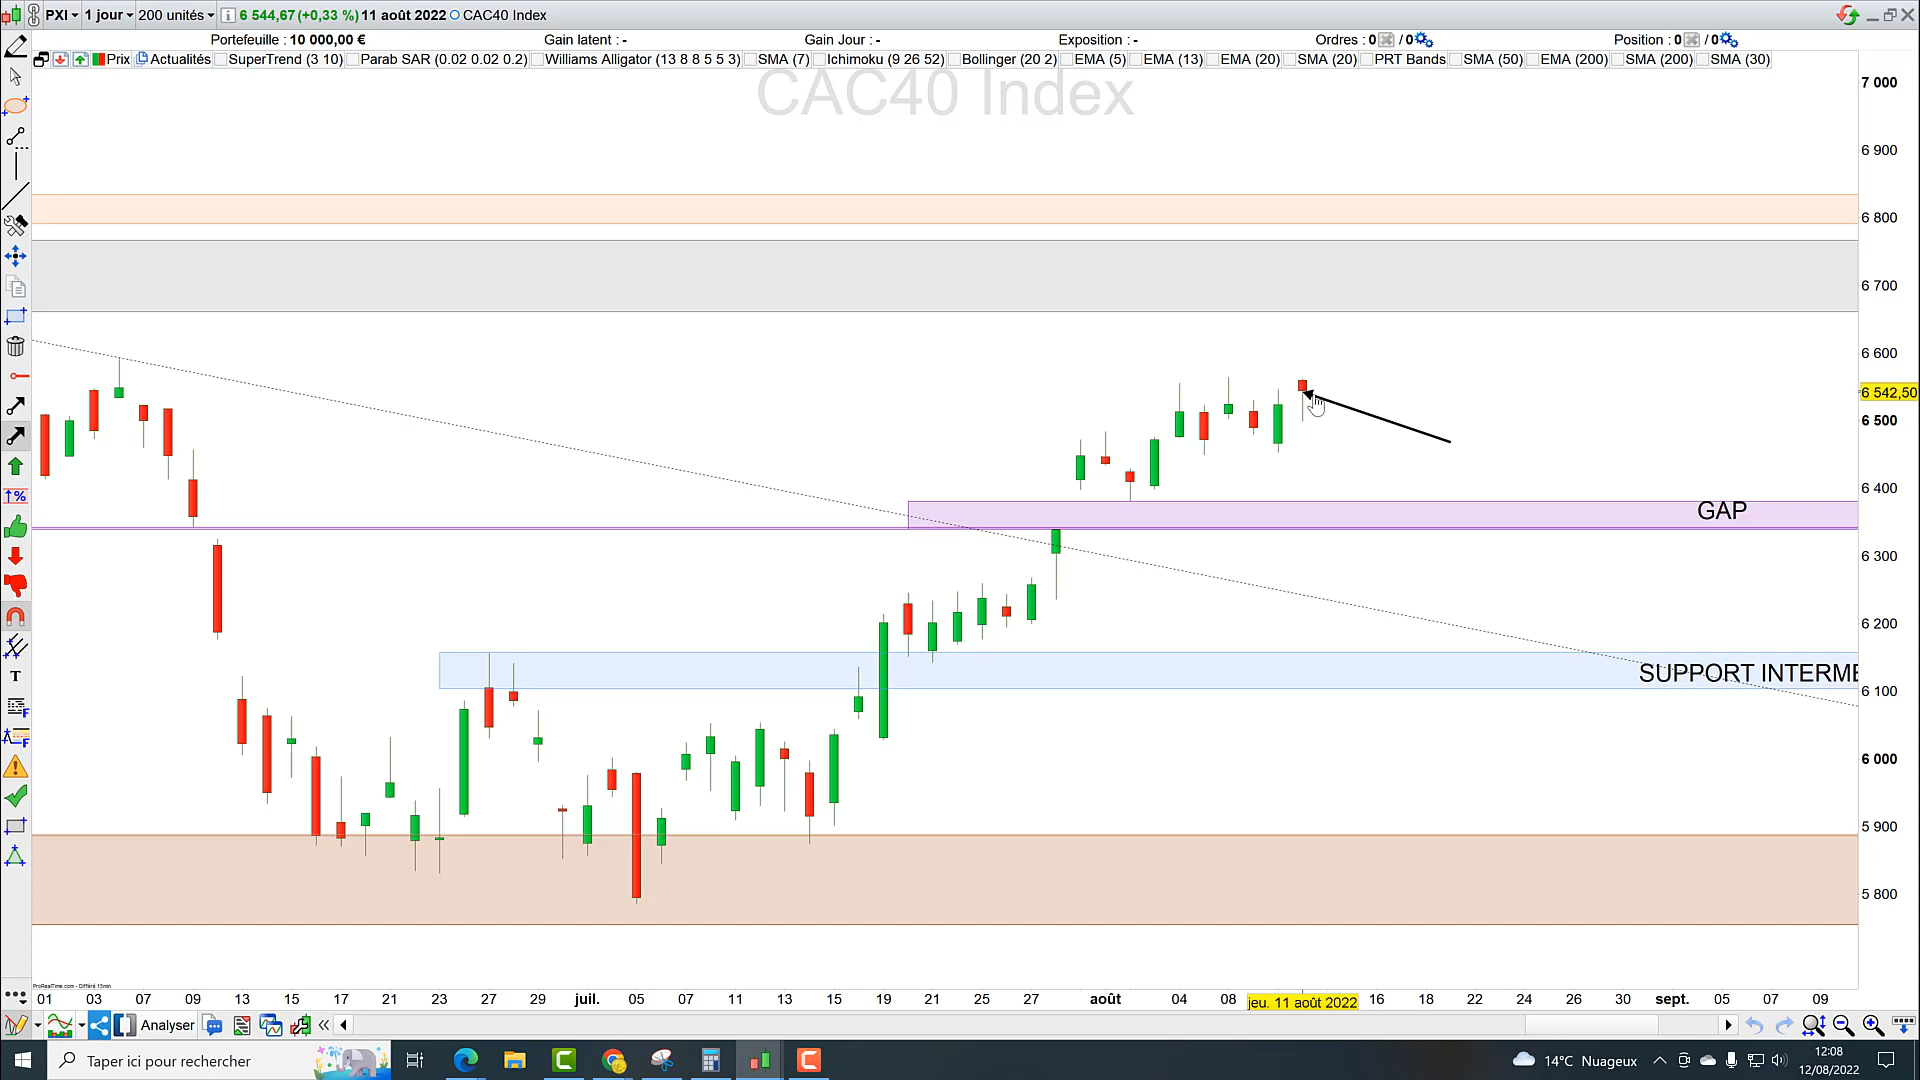 PXI 1 jour 200 unités 6 544,67 (+0,33 %) 11 août 2022 CAC40 Index
Portefeuille : 10 000,00 € Gain latent : - Gain Jour : - Exposition : - Ordres : 0 / 0 Position : 0 / 0
Prix Actualités SuperTrend (3 10) Parab SAR (0.02 0.02 0.2) Williams Alligator (13 8 8 5 5 3) SMA (7) Ichimoku (9 26 52) Bollinger (20 2) EMA (5) EMA (13) EMA (20) SMA (20) PRT Bands SMA (50) EMA (200) SMA (200) SMA (30)
CAC40 Index
7 000
6 900
6 800
6 700
6 600
6 542,50
6 500
6 400
GAP
6 300
6 200
SUPPORT INTERME
6 100
6 000
5 900
5 800
ProRealTime.com - Différé 15min
01 03 07 09 13 15 17 21 23 27 29 juil. 05 07 11 13 15 19 21 25 27 août 04 08 jeu. 11 août 2022 16 18 22 24 26 30 sept. 05 07 09
Analyser
Taper ici pour rechercher
14°C Nuageux
12:08
12/08/2022